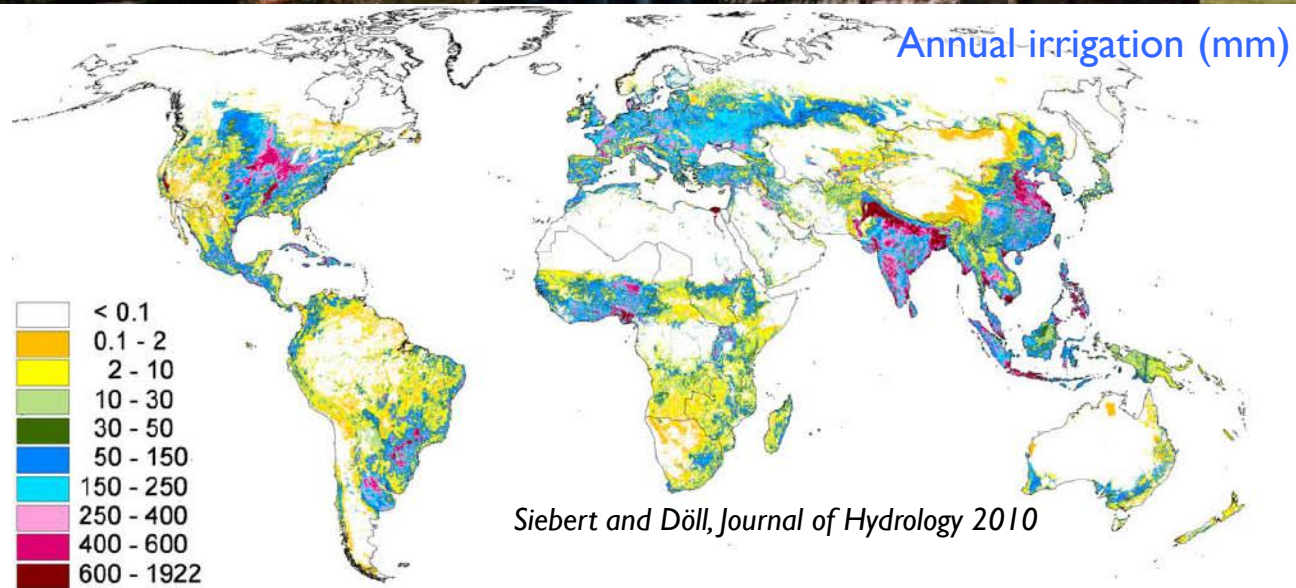 Annual irrigation (mm)
< 0.1
0.1 - 2
2 - 10
10 - 30
30 - 50
50 - 150
150 - 250
250 - 400
400 - 600
600 - 1922
Siebert and Döll, Journal of Hydrology 2010